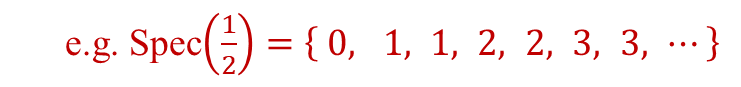 e.g. Spec(1/2) = { 0, 1, 1, 2, 2, 3, 3, ⋯ }